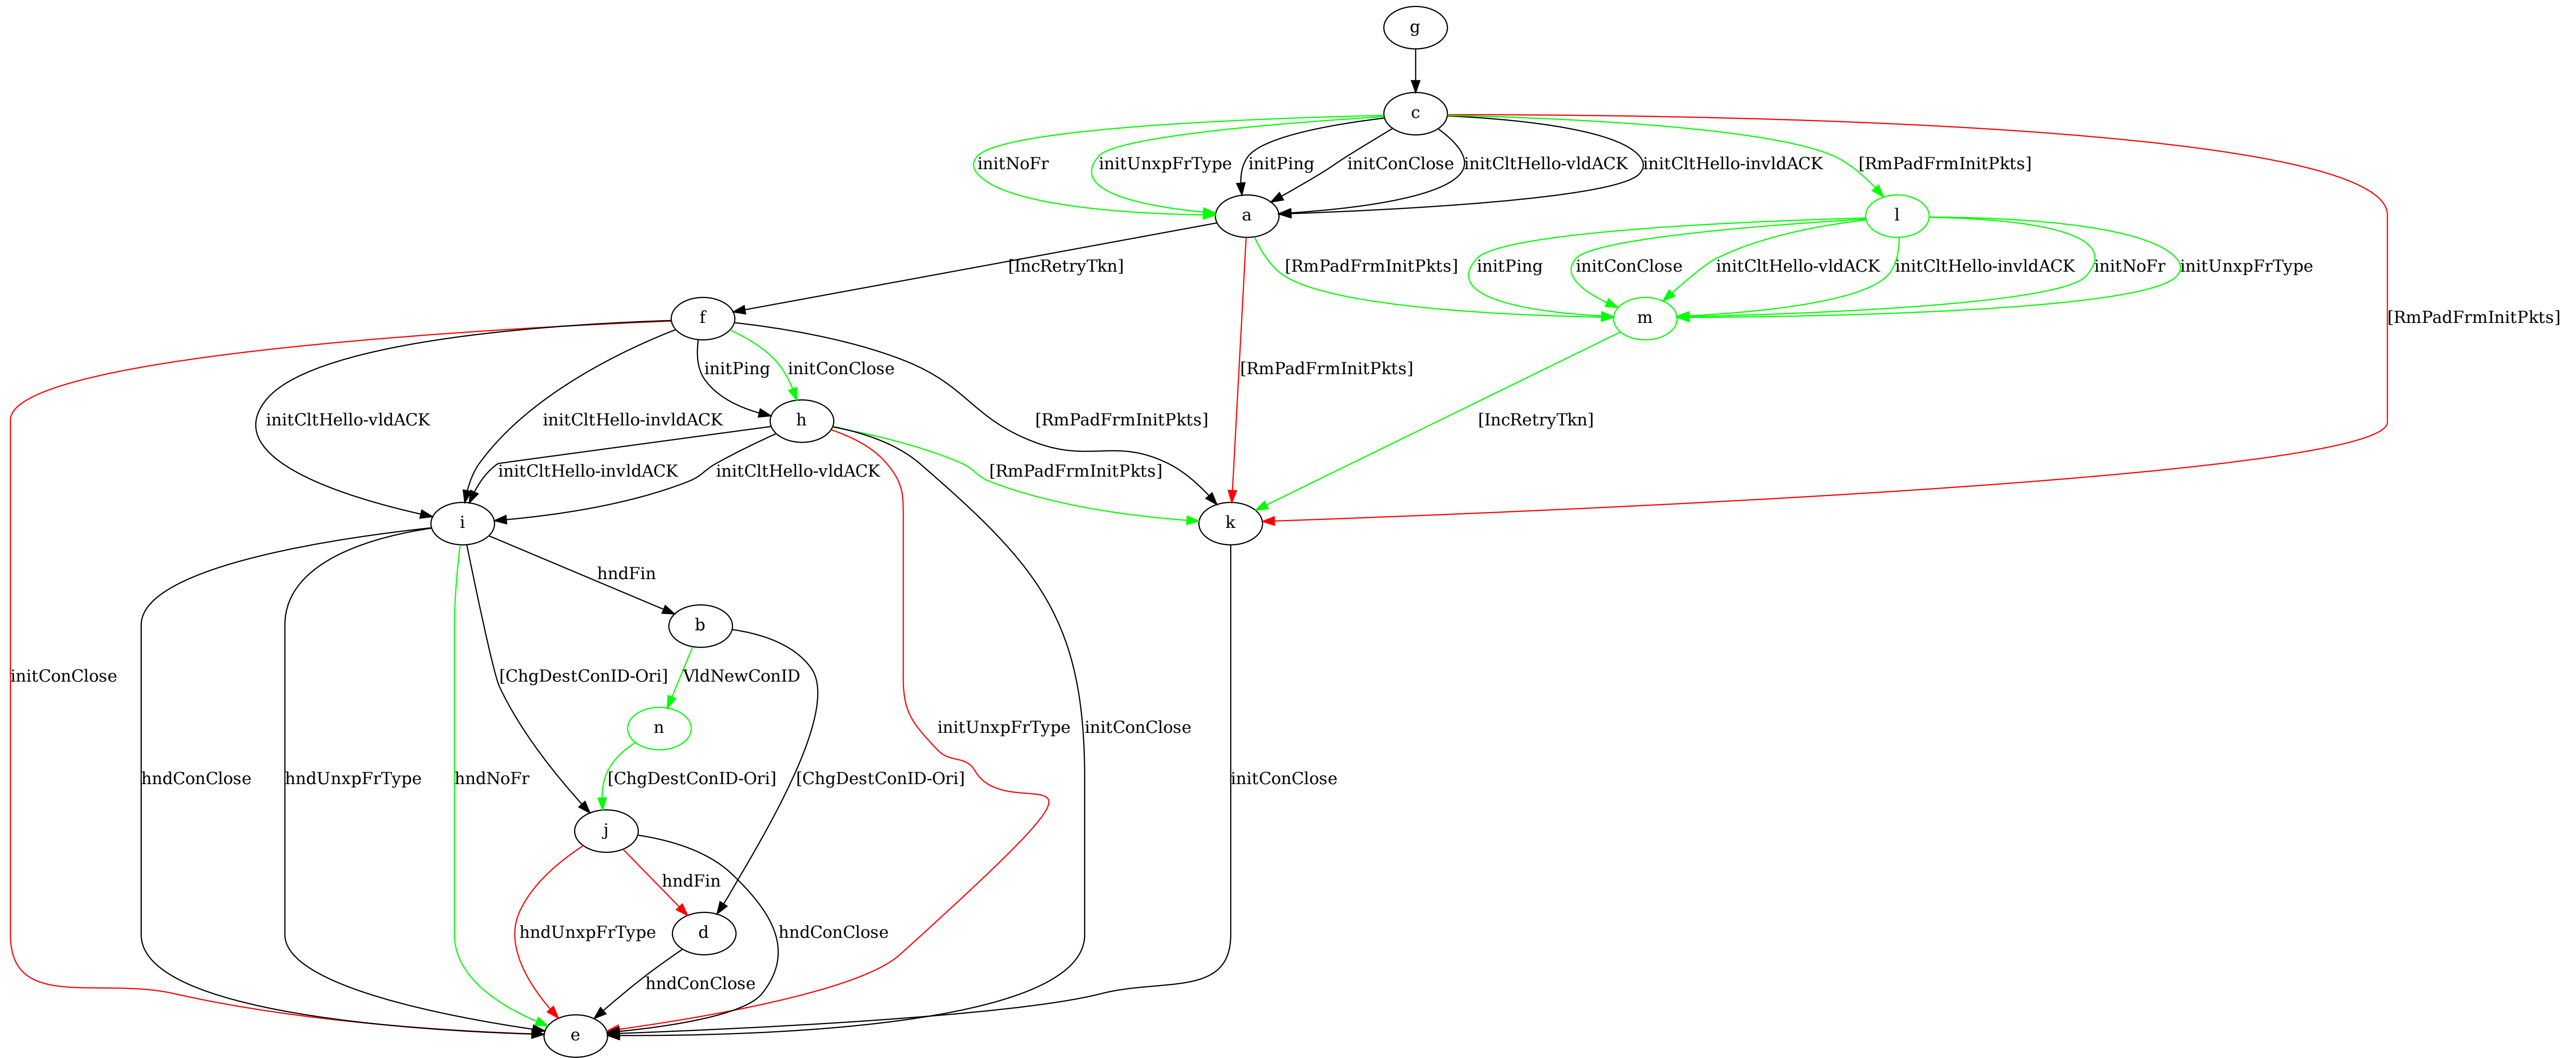 g
c
initNoFr
initUnxpFrType
initPing
initConClose
initCltHello-vldACK
initCltHello-invldACK
[RmPadFrmInitPkts]
a
l
[IncRetryTkn]
[RmPadFrmInitPkts]
initPing
initConClose
initCltHello-vldACK
initCltHello-invldACK
initNoFr
initUnxpFrType
f
m
[RmPadFrmInitPkts]
initPing
initConClose
[RmPadFrmInitPkts]
initCltHello-vldACK
initCltHello-invldACK
h
[RmPadFrmInitPkts]
[IncRetryTkn]
initCltHello-invldACK
initCltHello-vldACK
[RmPadFrmInitPkts]
i
k
hndFin
b
initConClose
[ChgDestConID-Ori]
VldNewConID
n
initUnxpFrType
initConClose
hndConClose
hndUnxpFrType
hndNoFr
[ChgDestConID-Ori]
[ChgDestConID-Ori]
initConClose
j
hndFin
hndUnxpFrType
d
hndConClose
hndConClose
e